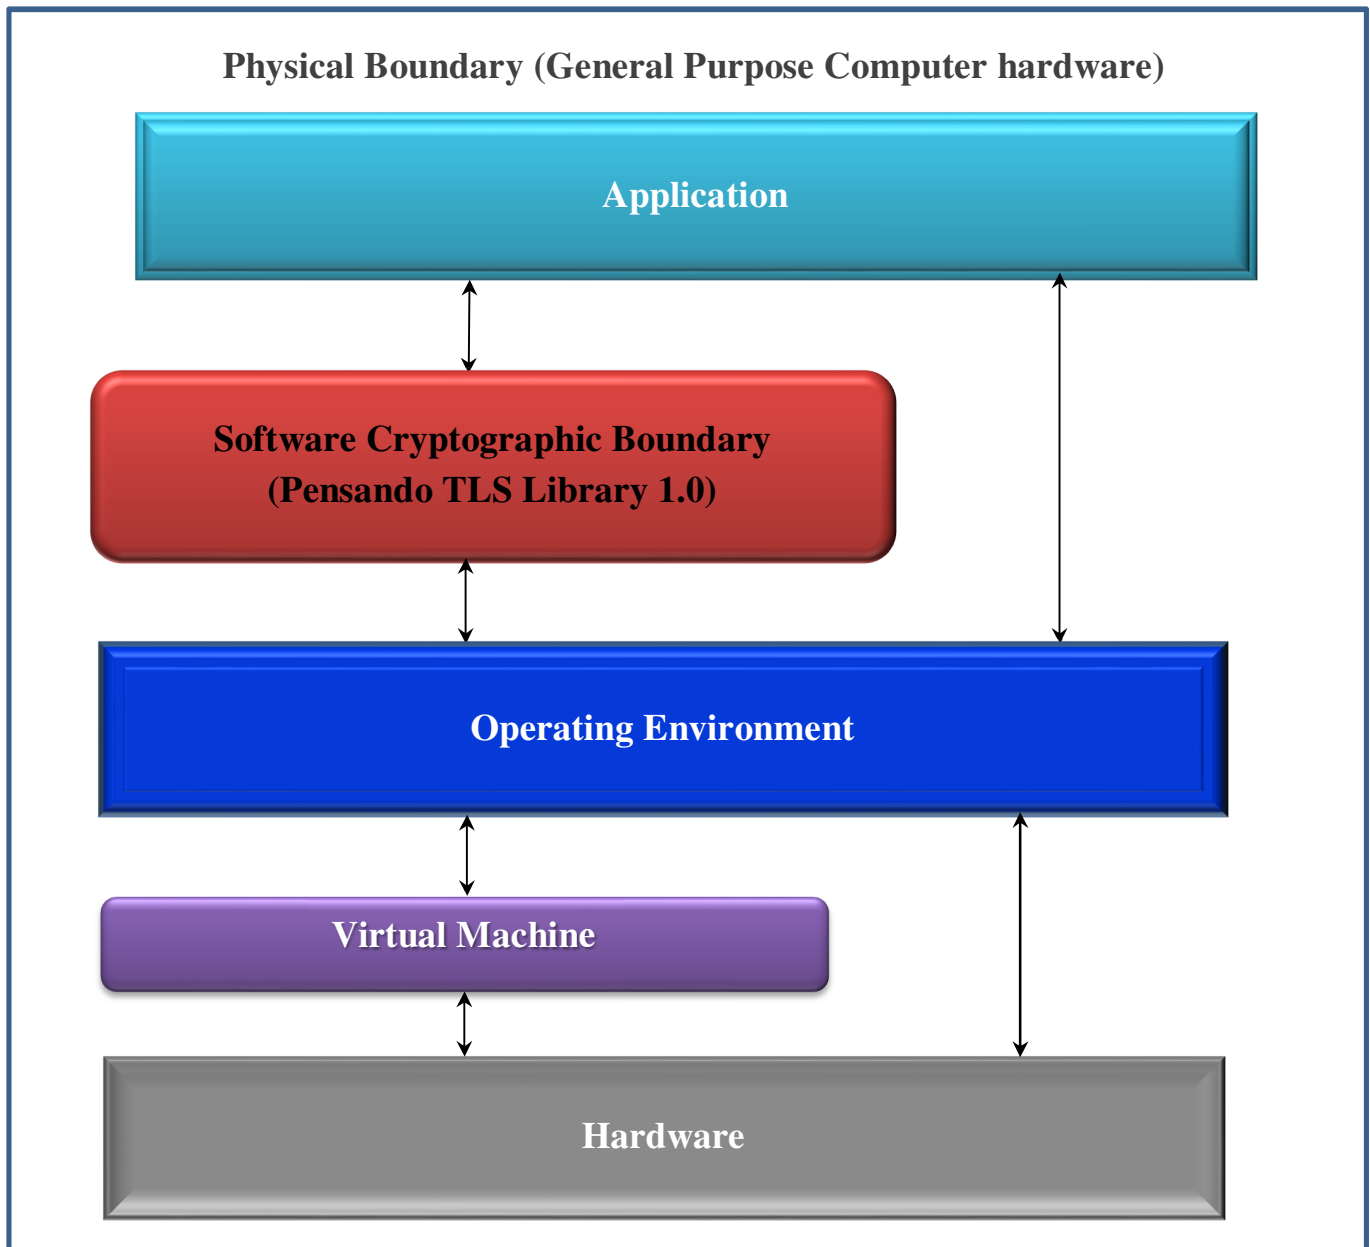 Physical Boundary (General Purpose Computer hardware)
Application
Software Cryptographic Boundary
(Pensando TLS Library 1.0)
Operating Environment
Virtual Machine
Hardware